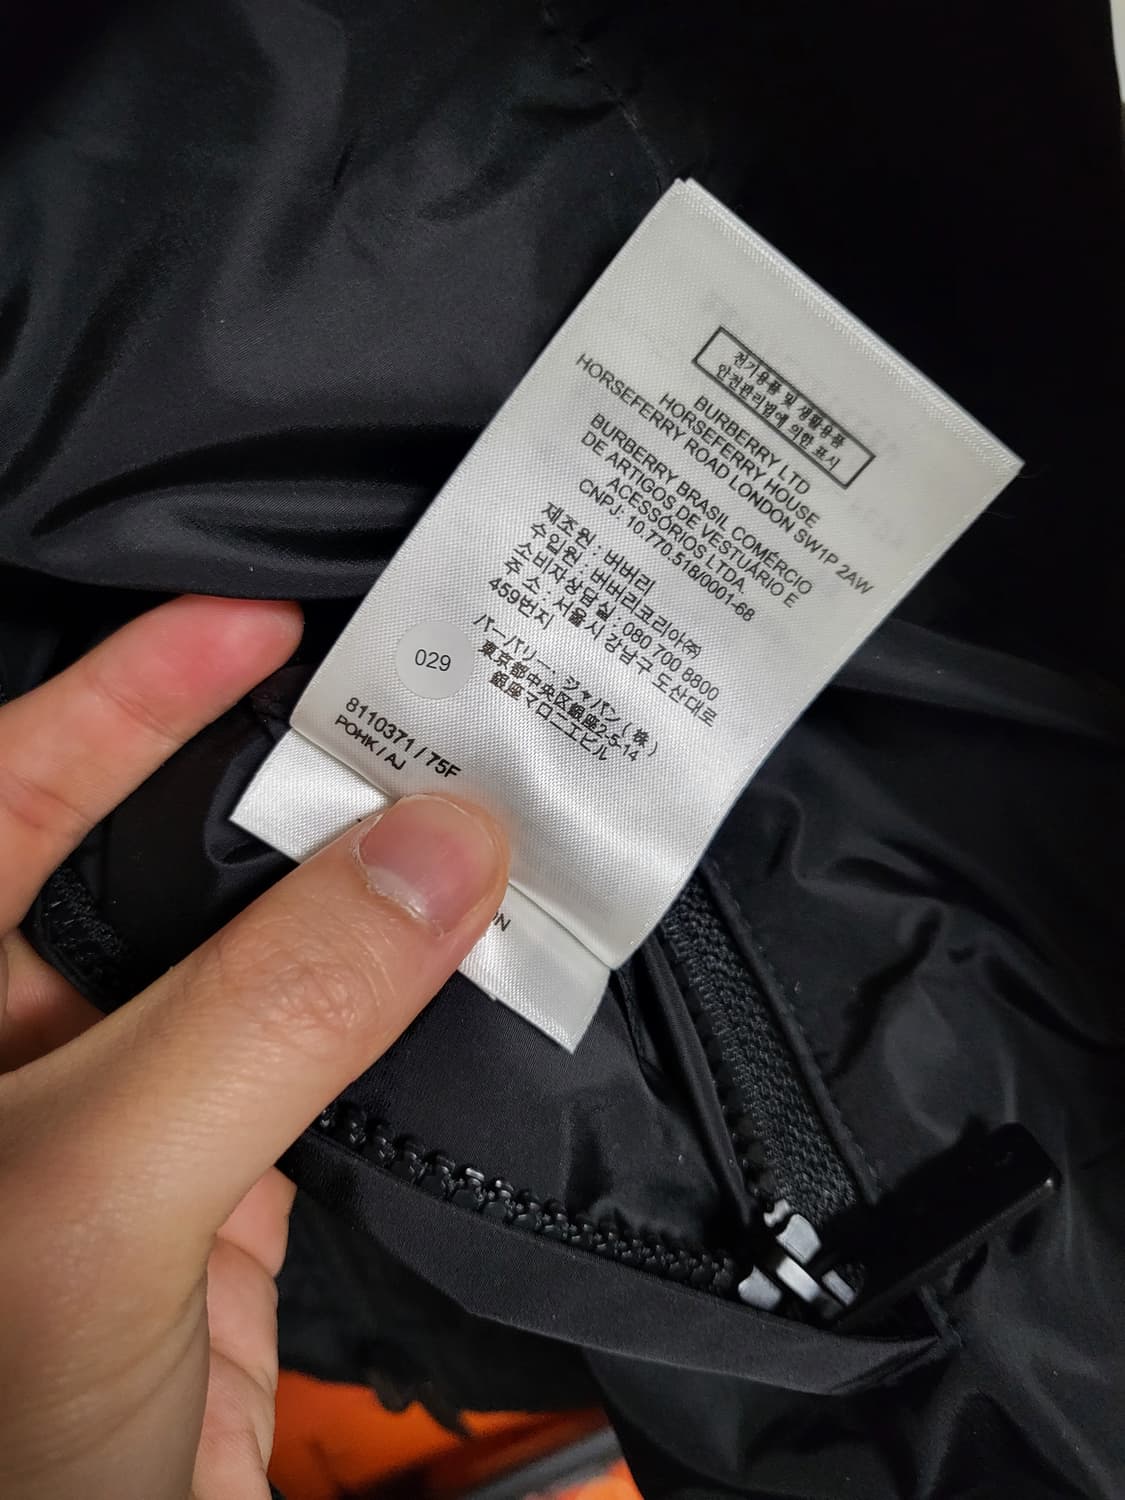 전기용품 및 생활용품
안전관리법에 의한 표시
BURBERRY LTD
HORSEFERRY HOUSE
HORSEFERRY ROAD LONDON SW1P 2AW
BURBERRY BRASIL COMÉRCIO
DE ARTIGOS DE VESTUÁRIO E
ACESSÓRIOS LTDA.
CNPJ: 10.770.518/0001-68
제조원 : 버버리
수입원 : 버버리코리아㈜
소비자상담실 : 080 700 8800
주 소 : 서울시 강남구 도산대로
459번지
バーバリー・ジャパン(株)
東京都中央区銀座2-5-14
銀座マロニエビル
029
8110371 / 75F
POHK / AJ